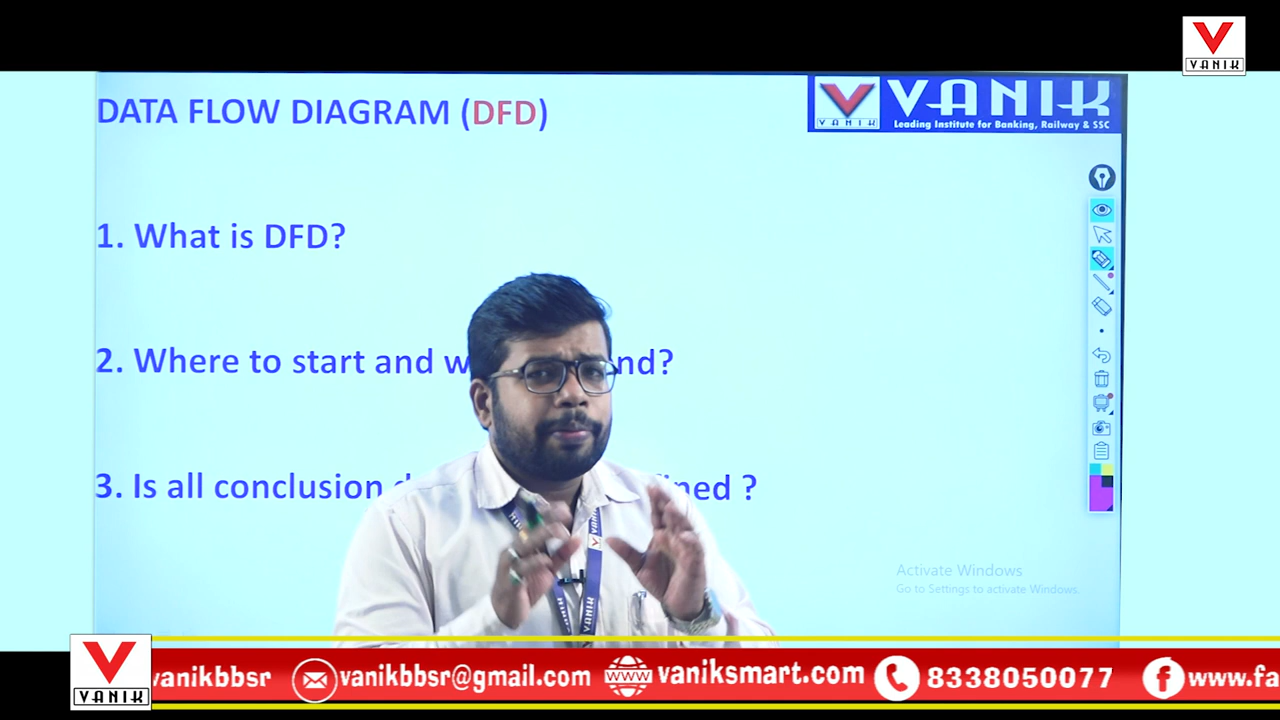 VANIK
DATA FLOW DIAGRAM (DFD)
VANIK
VANIK
Leading Institute for Banking, Railway & SSC
1. What is DFD?
2. Where to start and nd?
3. Is all conclusion ined ?
VANIK
Activate Windows
Go to Settings to activate Windows.
VANIK
vanikbbsr vanikbbsr@gmail.com www vaniksmart.com 8338050077 f www.fa